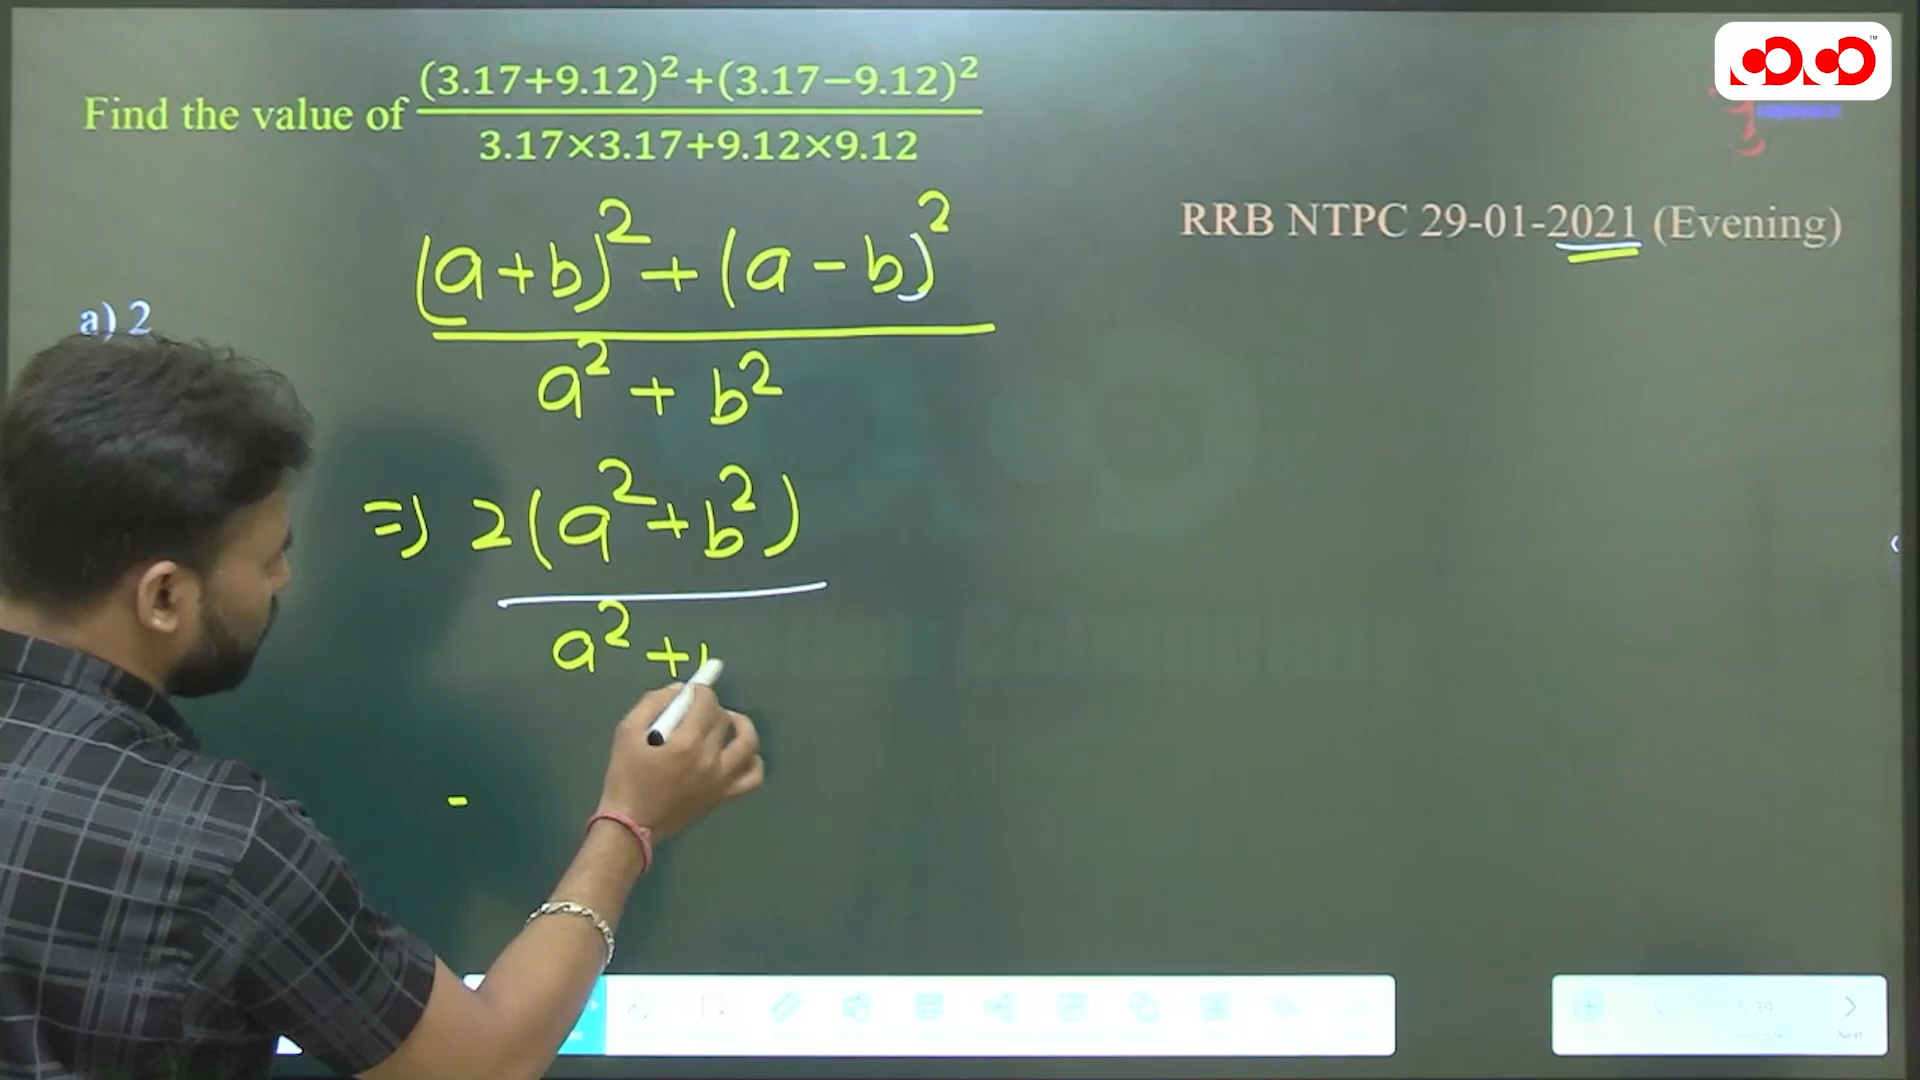 Find the value of (3.17+9.12)²+(3.17−9.12)² / 3.17×3.17+9.12×9.12
RRB NTPC 29-01-2021 (Evening)
(a+b)² + (a-b)²
a² + b²
a) 2
=> 2(a²+b²)
a² +
-
Next